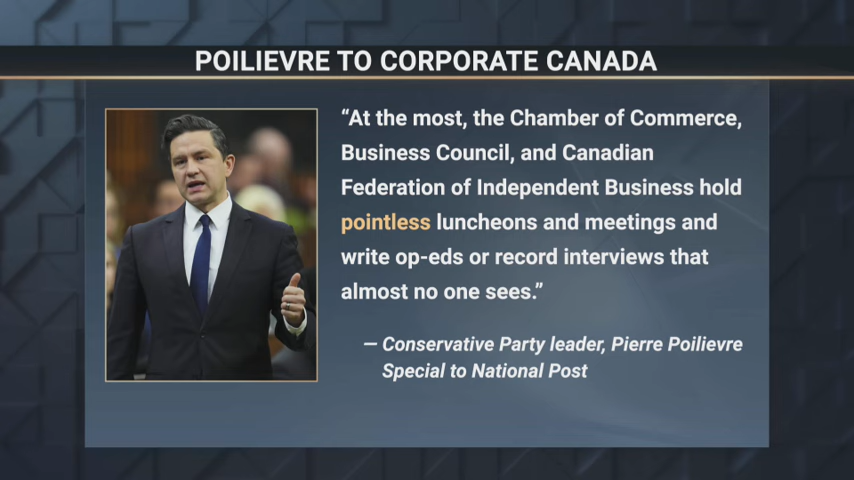 POILIEVRE TO CORPORATE CANADA
“At the most, the Chamber of Commerce,
Business Council, and Canadian
Federation of Independent Business hold
pointless luncheons and meetings and
write op-eds or record interviews that
almost no one sees.”
— Conservative Party leader, Pierre Poilievre
Special to National Post